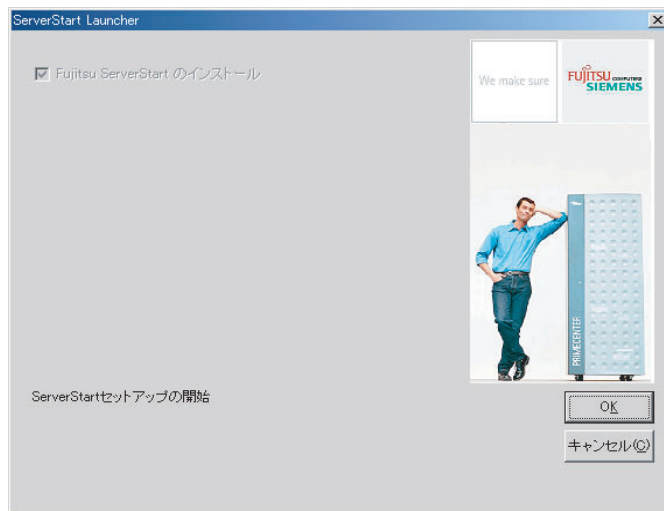 ServerStart Launcher
Fujitsu ServerStart のインストール
We make sure
FUJITSU COMPUTERS
SIEMENS
PRIMECENTER
ServerStartセットアップの開始
OK
キャンセル(C)